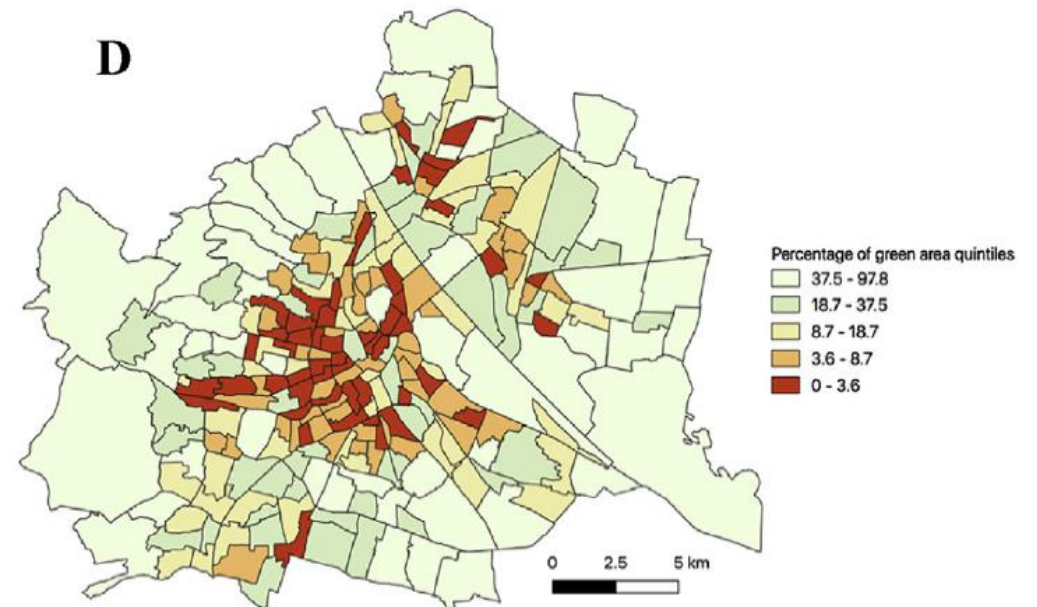 D
Percentage of green area quintiles
37.5 - 97.8
18.7 - 37.5
8.7 - 18.7
3.6 - 8.7
0 - 3.6
0 2.5 5 km